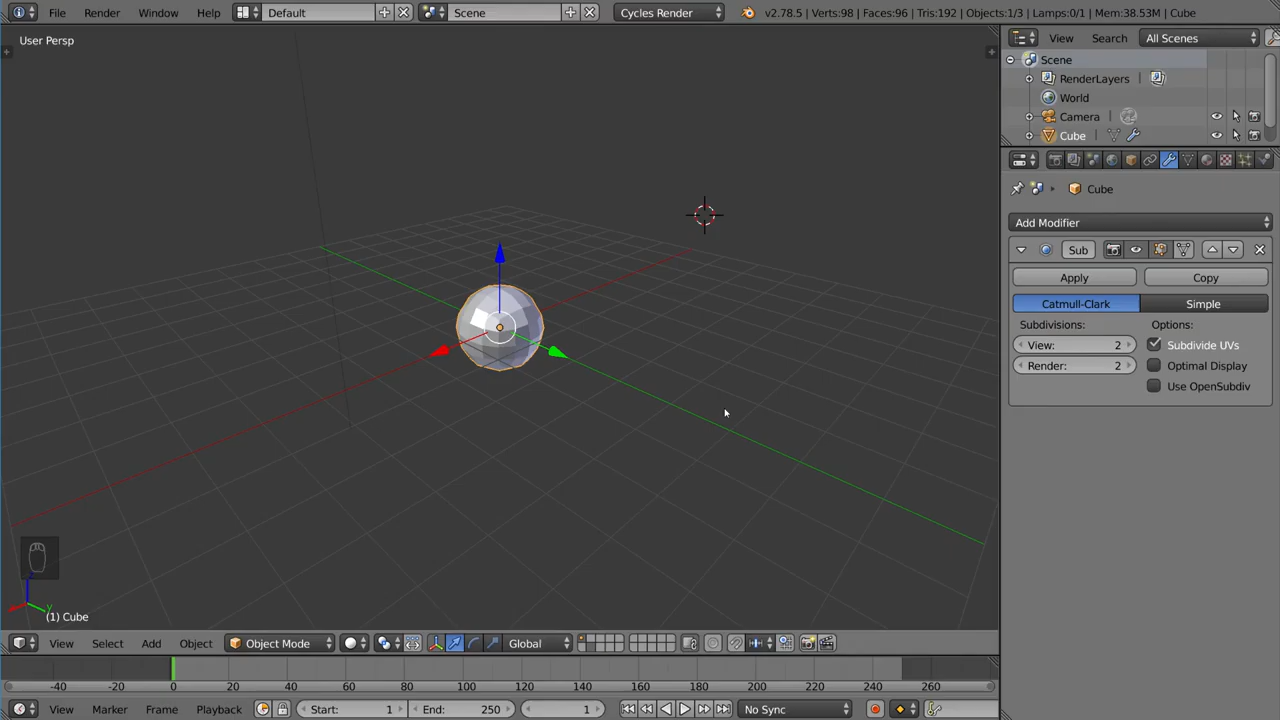 File Render Window Help Default Scene Cycles Render v2.78.5 | Verts:98 | Faces:96 | Tris:192 | Objects:1/3 | Lamps:0/1 | Mem:38.53M | Cube
User Persp
View Search All Scenes
Scene
RenderLayers
World
Camera
Cube
Cube
Add Modifier
Sub
Apply Copy
Catmull-Clark Simple
Subdivisions: Options:
View: 2 Subdivide UVs
Render: 2 Optimal Display
Use OpenSubdiv
(1) Cube
View Select Add Object Object Mode Global
-40 -20 0 20 40 60 80 100 120 140 160 180 200 220 240 260
View Marker Frame Playback Start: 1 End: 250 1 No Sync